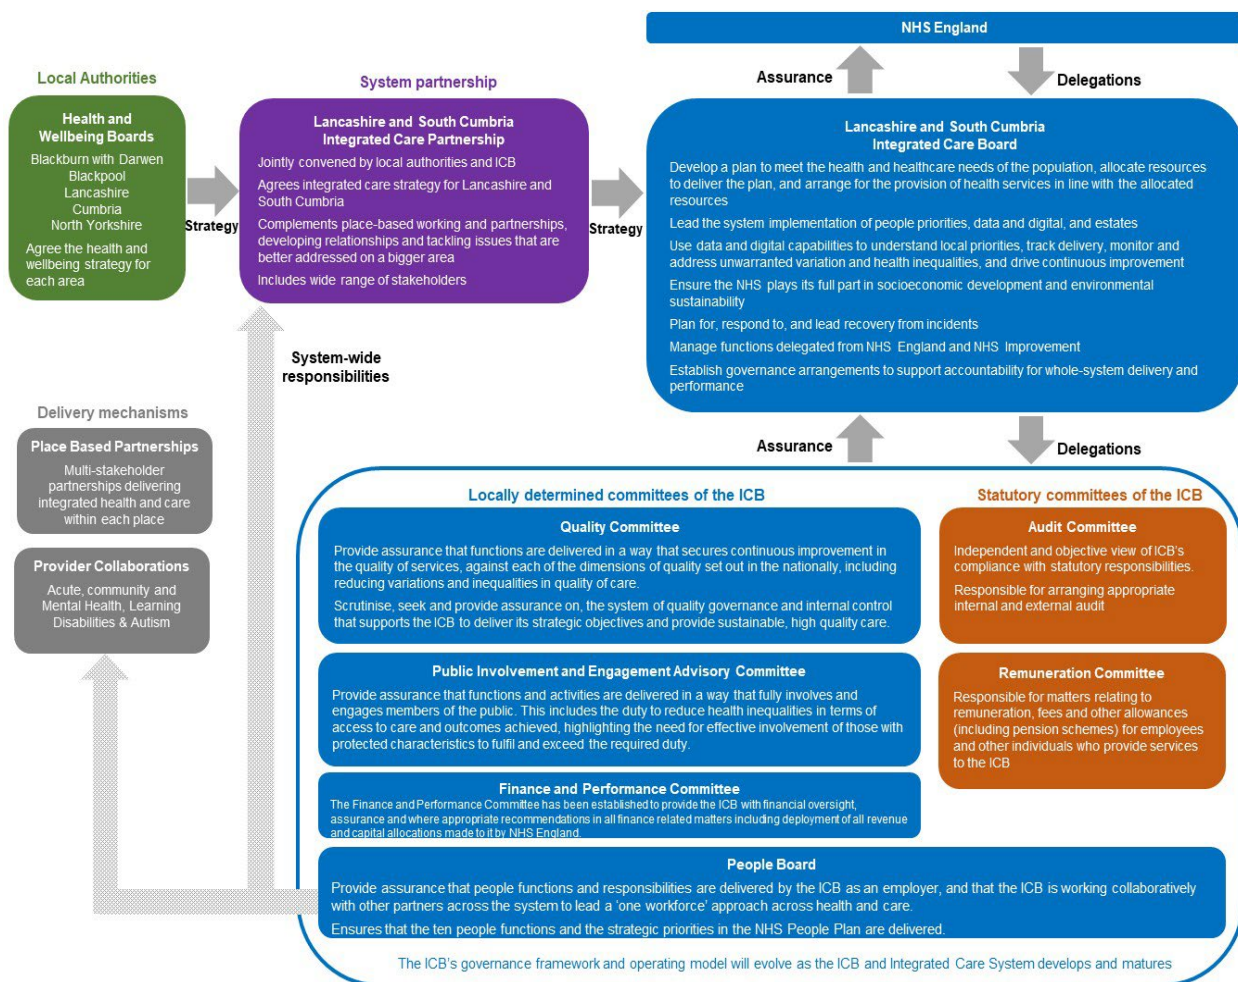 NHS England
Assurance
Delegations
Local Authorities
Health and
Wellbeing Boards
Blackburn with Darwen
Blackpool
Lancashire
Cumbria
North Yorkshire
Agree the health and
wellbeing strategy for
each area
Strategy
System partnership
Lancashire and South Cumbria
Integrated Care Partnership
Jointly convened by local authorities and ICB
Agrees integrated care strategy for Lancashire and
South Cumbria
Complements place-based working and partnerships,
developing relationships and tackling issues that are
better addressed on a bigger area
Includes wide range of stakeholders
Strategy
Lancashire and South Cumbria
Integrated Care Board
Develop a plan to meet the health and healthcare needs of the population, allocate resources
to deliver the plan, and arrange for the provision of health services in line with the allocated
resources
Lead the system implementation of people priorities, data and digital, and estates
Use data and digital capabilities to understand local priorities, track delivery, monitor and
address unwarranted variation and health inequalities, and drive continuous improvement
Ensure the NHS plays its full part in socioeconomic development and environmental
sustainability
Plan for, respond to, and lead recovery from incidents
Manage functions delegated from NHS England and NHS Improvement
Establish governance arrangements to support accountability for whole-system delivery and
performance
System-wide
responsibilities
Delivery mechanisms
Place Based Partnerships
Multi-stakeholder
partnerships delivering
integrated health and care
within each place
Provider Collaborations
Acute, community and
Mental Health, Learning
Disabilities & Autism
Assurance
Delegations
Locally determined committees of the ICB
Quality Committee
Provide assurance that functions are delivered in a way that secures continuous improvement in
the quality of services, against each of the dimensions of quality set out in the nationally, including
reducing variations and inequalities in quality of care.
Scrutinise, seek and provide assurance on, the system of quality governance and internal control
that supports the ICB to deliver its strategic objectives and provide sustainable, high quality care.
Public Involvement and Engagement Advisory Committee
Provide assurance that functions and activities are delivered in a way that fully involves and
engages members of the public. This includes the duty to reduce health inequalities in terms of
access to care and outcomes achieved, highlighting the need for effective involvement of those with
protected characteristics to fulfil and exceed the required duty.
Finance and Performance Committee
The Finance and Performance Committee has been established to provide the ICB with financial oversight,
assurance and where appropriate recommendations in all finance related matters including deployment of all revenue
and capital allocations made to it by NHS England.
Statutory committees of the ICB
Audit Committee
Independent and objective view of ICB's
compliance with statutory responsibilities.
Responsible for arranging appropriate
internal and external audit
Remuneration Committee
Responsible for matters relating to
remuneration, fees and other allowances
(including pension schemes) for employees
and other individuals who provide services
to the ICB
People Board
Provide assurance that people functions and responsibilities are delivered by the ICB as an employer, and that the ICB is working collaboratively
with other partners across the system to lead a 'one workforce' approach across health and care.
Ensures that the ten people functions and the strategic priorities in the NHS People Plan are delivered.
The ICB's governance framework and operating model will evolve as the ICB and Integrated Care System develops and matures